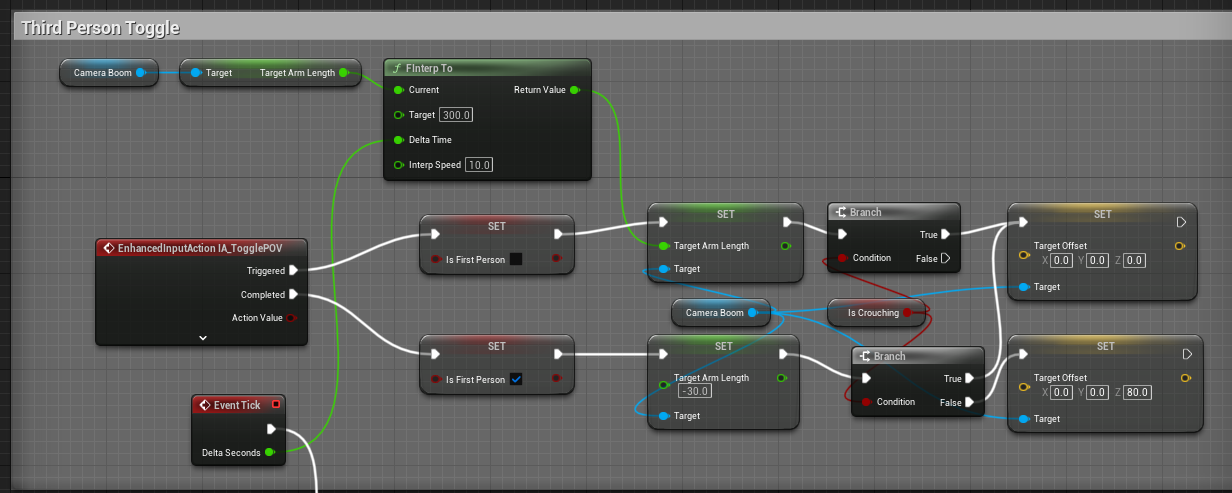 Third Person Toggle
Camera Boom
Target Target Arm Length
FInterp To
Current Return Value
Target 300.0
Delta Time
Interp Speed 10.0
EnhancedInputAction IA_TogglePOV
Triggered
Completed
Action Value
SET
Is First Person
SET
Target Arm Length
Target
Branch
True
Condition False
SET
Target Offset
X 0.0 Y 0.0 Z 0.0
Target
Camera Boom
Is Crouching
SET
Is First Person
SET
Target Arm Length
-30.0
Target
Branch
True
Condition False
SET
Target Offset
X 0.0 Y 0.0 Z 80.0
Target
Event Tick
Delta Seconds